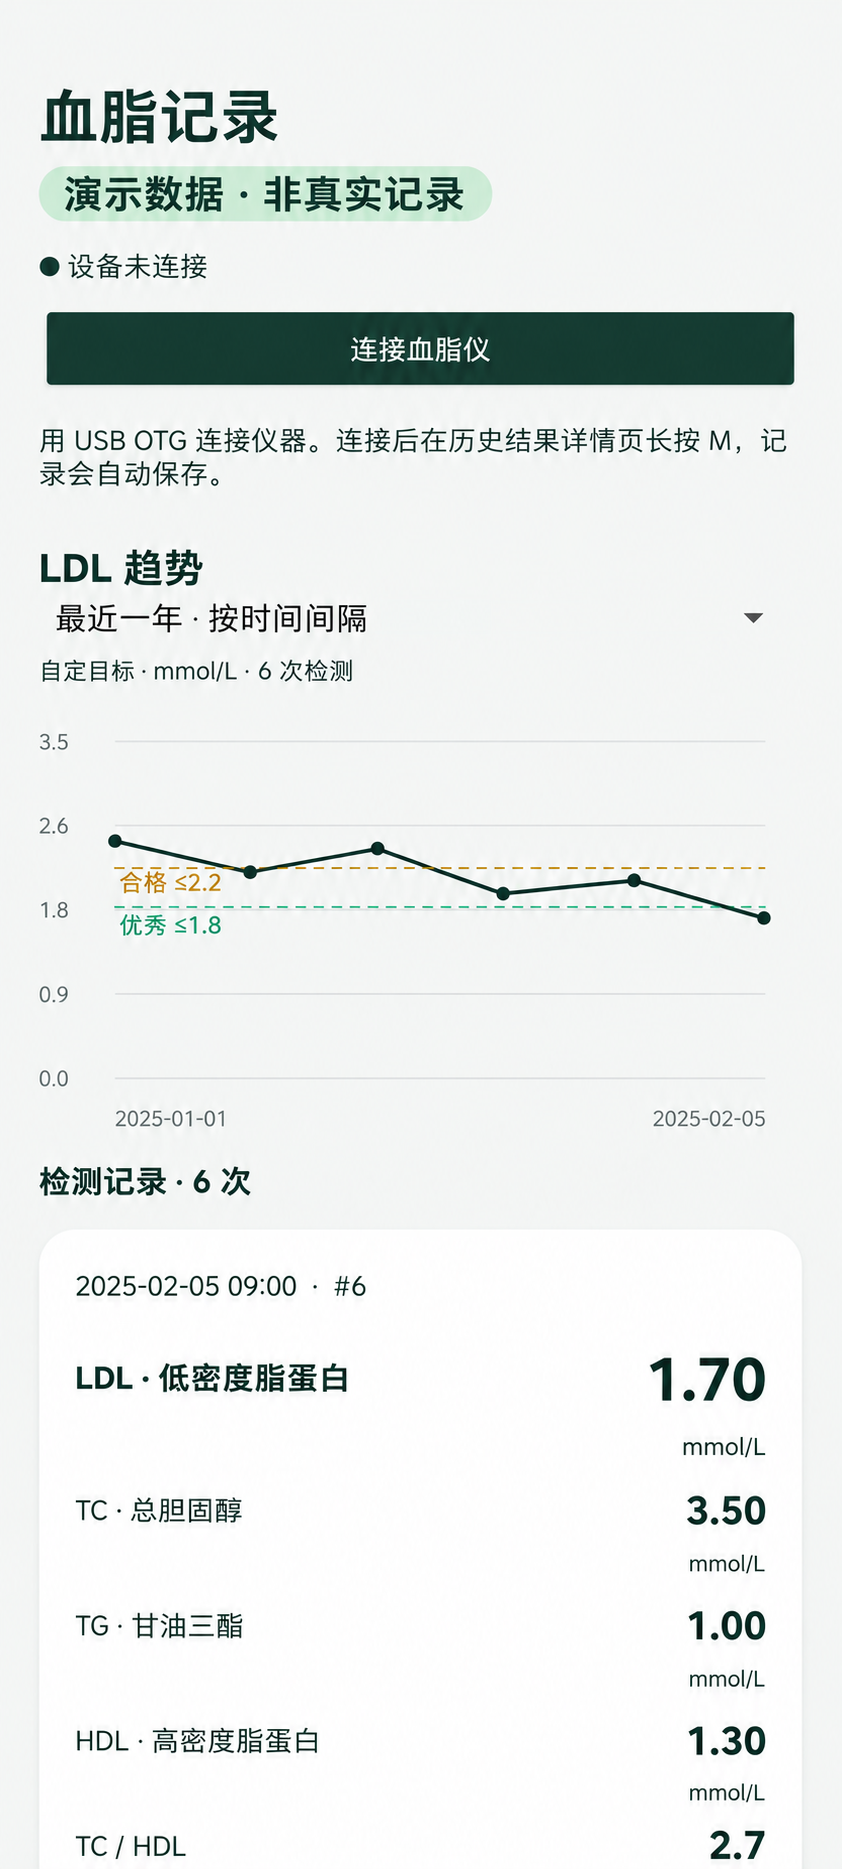 血脂记录
演示数据 · 非真实记录
● 设备未连接
连接血脂仪
用 USB OTG 连接仪器。连接后在历史结果详情页长按 M，记
录会自动保存。
LDL 趋势
最近一年 · 按时间间隔
自定目标 · mmol/L · 6 次检测
3.5
2.6
合格 ≤2.2
1.8
优秀 ≤1.8
0.9
0.0
2025-01-01
2025-02-05
检测记录 · 6 次
2025-02-05 09:00 · #6
LDL · 低密度脂蛋白 1.70
mmol/L
TC · 总胆固醇 3.50
mmol/L
TG · 甘油三酯 1.00
mmol/L
HDL · 高密度脂蛋白 1.30
mmol/L
TC / HDL 2.7